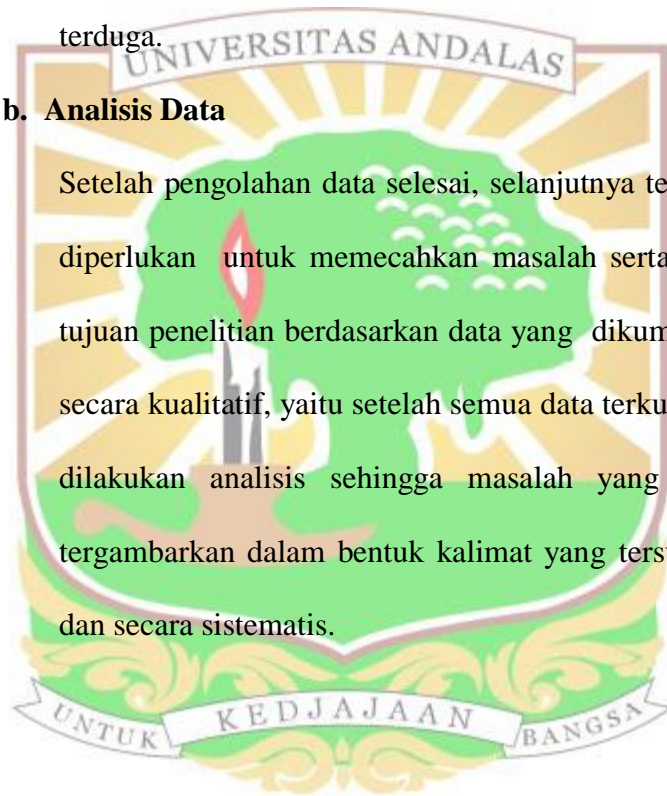 terduga.
UNIVERSITAS ANDALAS
b. Analisis Data
Setelah pengolahan data selesai, selanjutnya te
diperlukan untuk memecahkan masalah serta
tujuan penelitian berdasarkan data yang dikum
secara kualitatif, yaitu setelah semua data terku
dilakukan analisis sehingga masalah yang
tergambarkan dalam bentuk kalimat yang ters
dan secara sistematis.
UNTUK KEDJAJAAN BANGSA